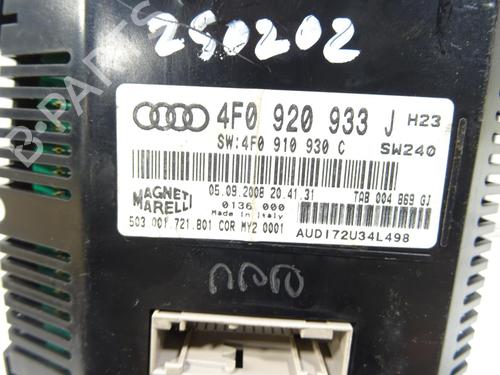 250202
4F0 920 933 J H23
SW:4F0 910 930 C SW240
MAGNETI MARELLI
05.09.2008 20.41.31 TAB 004 869 GJ
0136 000
Made in Italy
503.001.721.801 COR MY2 0001 AUDI72U34L498
B-PARTS